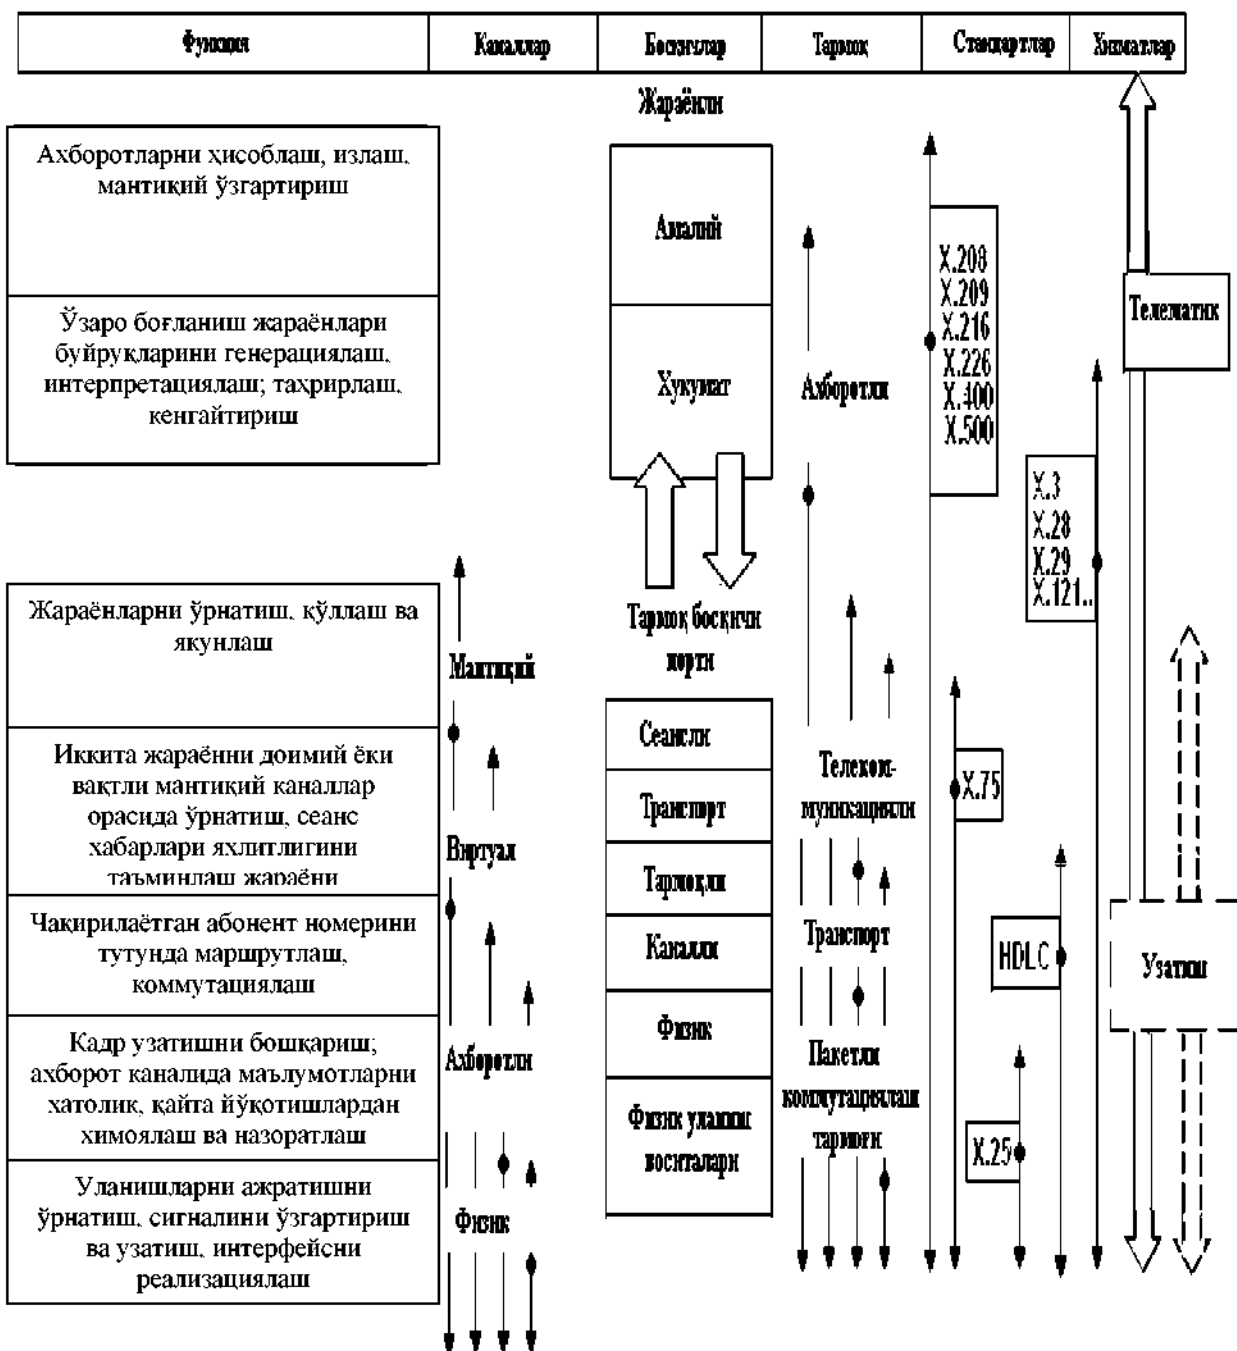 Функция
Каналлар
Босқичлар
Тармоқ
Стандартлар
Хизматлар
Жараёнли
Ахборотларни ҳисоблаш, излаш,
мантиқий ўзгартириш
Ўзаро боғланиш жараёнлари
буйруқларини генерациялаш,
интерпретациялаш; таҳрирлаш,
кенгайтириш
Жараёнларни ўрнатиш, қўллаш ва
якунлаш
Иккита жараённи доимий ёки
вақтли мантиқий каналлар
орасида ўрнатиш, сеанс
хабарлари яхлитлигини
таъминлаш жараёни
Чақирилаётган абонент номерини
тутунда маршрутлаш,
коммутациялаш
Кадр узатишни бошқариш;
ахборот каналида маълумотларни
хатолик, қайта йўқотишлардан
химоялаш ва назоратлаш
Уланишларни ажратишни
ўрнатиш, сигналини ўзгартириш
ва узатиш, интерфейсни
реализациялаш
Мантиқий
Виртуал
Ахборотли
Физик
Амалий
Хукумат
Тармоқ босқичи
порти
Сеансли
Транспорт
Тармоқли
Каналли
Физик
Физик уланиш
воситалари
Ахборотли
Телеком-
муникацияли
Транспорт
Пакетли
коммутациялаш
тармоғи
X.208
X.209
X.216
X.226
X.400
X.500
X.3
X.28
X.29
X.121..
X.75
HDLC
X.25
Телематик
Узатиш